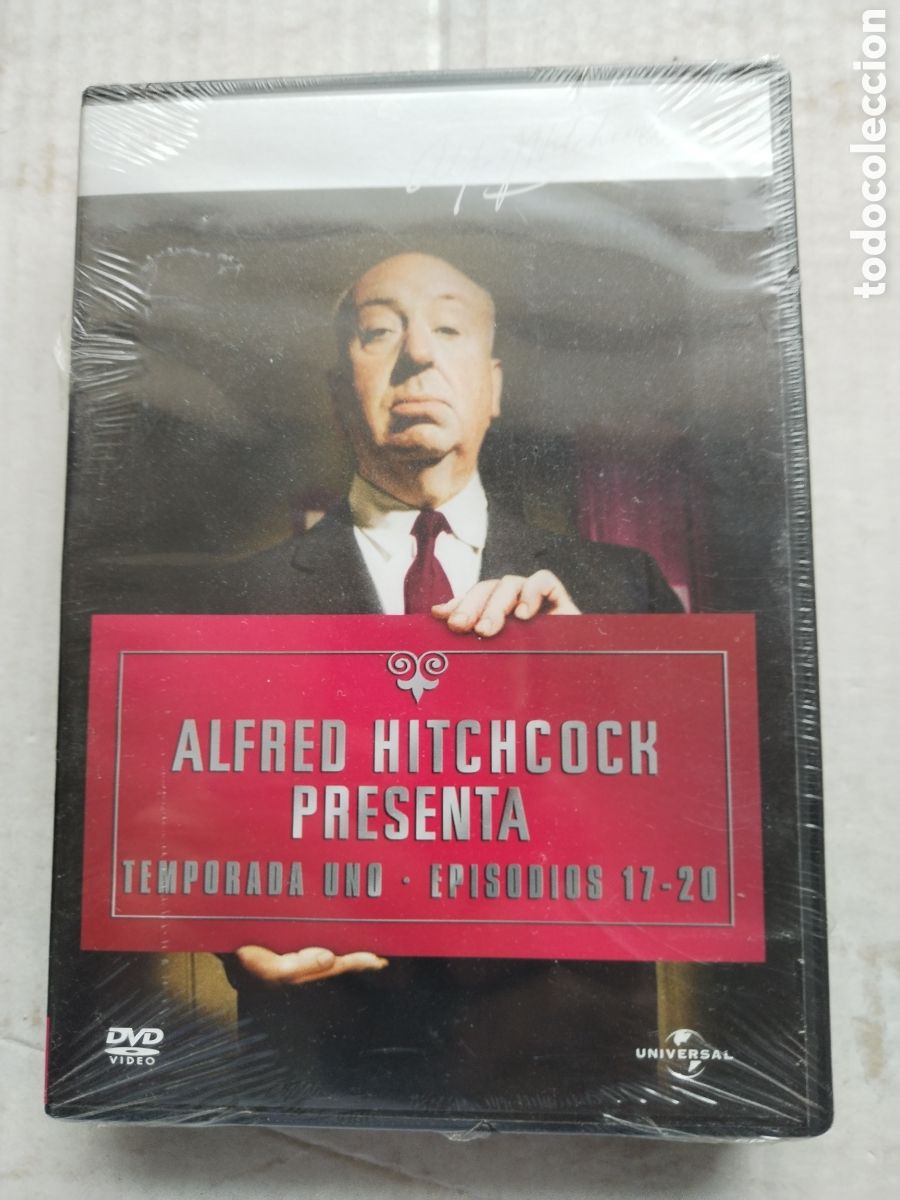 ALFRED HITCHCOCK
PRESENTA
TEMPORADA UNO · EPISODIOS 17-20
DVD
VIDEO
UNIVERSAL
todocoleccion